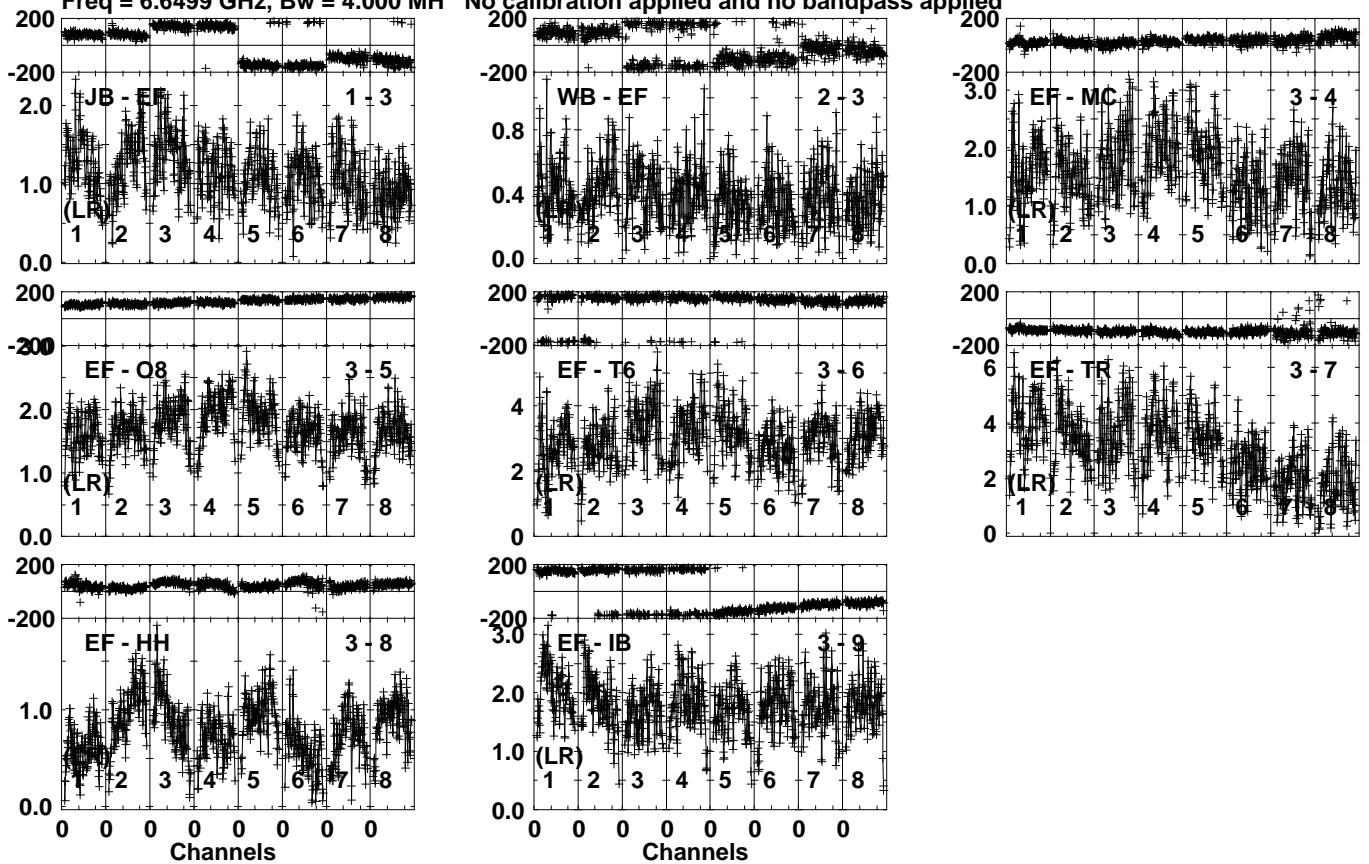 Freq = 6.6499 GHz, Bw = 4.000 MH No calibration applied and no bandpass applied
200
-200
2.0
1.0
0.0
JB - EF 1 - 3
(LR)
1 2 3 4 5 6 7 8
200
-200
0.8
0.4
0.0
WB - EF 2 - 3
(LR)
1 2 3 4 5 6 7 8
200
-200
3.0
2.0
1.0
0.0
EF - MC 3 - 4
(LR)
1 2 3 4 5 6 7 8
200
-200
3.0
2.0
1.0
0
EF - O8 3 - 5
(LR)
1 2 3 4 5 6 7 8
200
-200
4
2
0
EF - T6 3 - 6
(LR)
1 2 3 4 5 6 7 8
200
-200
6
4
2
0
EF - TR 3 - 7
(LR)
1 2 3 4 5 6 7 8
200
-200
1.0
0.0
EF - HH 3 - 8
1 2 3 4 5 6 7 8
0 0 0 0 0 0 0 0
Channels
200
-200
3.0
2.0
1.0
0.0
EF - IB 3 - 9
(LR)
1 2 3 4 5 6 7 8
0 0 0 0 0 0 0 0
Channels